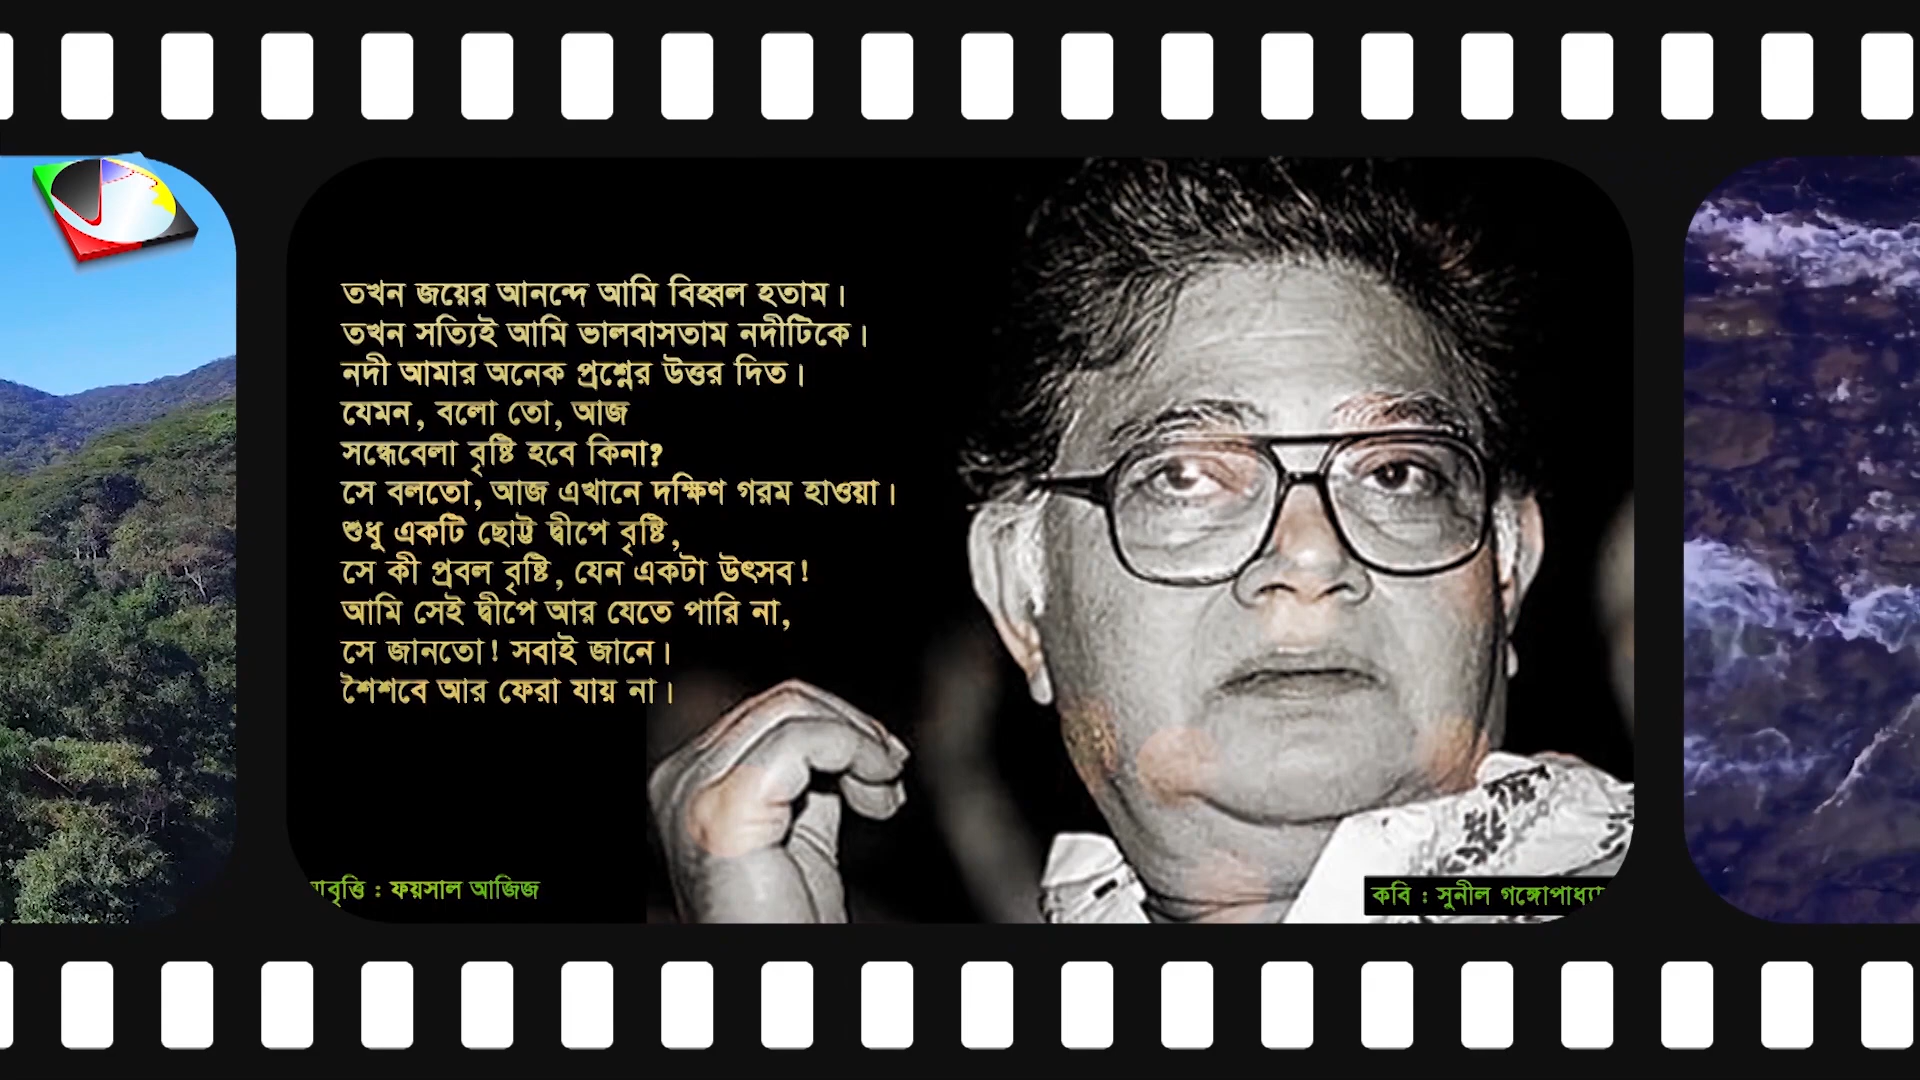 তখন জয়ের আনন্দে আমি বিহ্বল হতাম।
তখন সত্যিই আমি ভালবাসতাম নদীটিকে।
নদী আমার অনেক প্রশ্নের উত্তর দিত।
যেমন, বলো তো, আজ
সন্ধেবেলা বৃষ্টি হবে কিনা?
সে বলতো, আজ এখানে দক্ষিণ গরম হাওয়া।
শুধু একটি ছোট্ট দ্বীপে বৃষ্টি,
সে কী প্রবল বৃষ্টি, যেন একটা উৎসব!
আমি সেই দ্বীপে আর যেতে পারি না,
সে জানতো! সবাই জানে।
শৈশবে আর ফেরা যায় না।
: ফয়সাল আজিজ
কবি : সুনীল